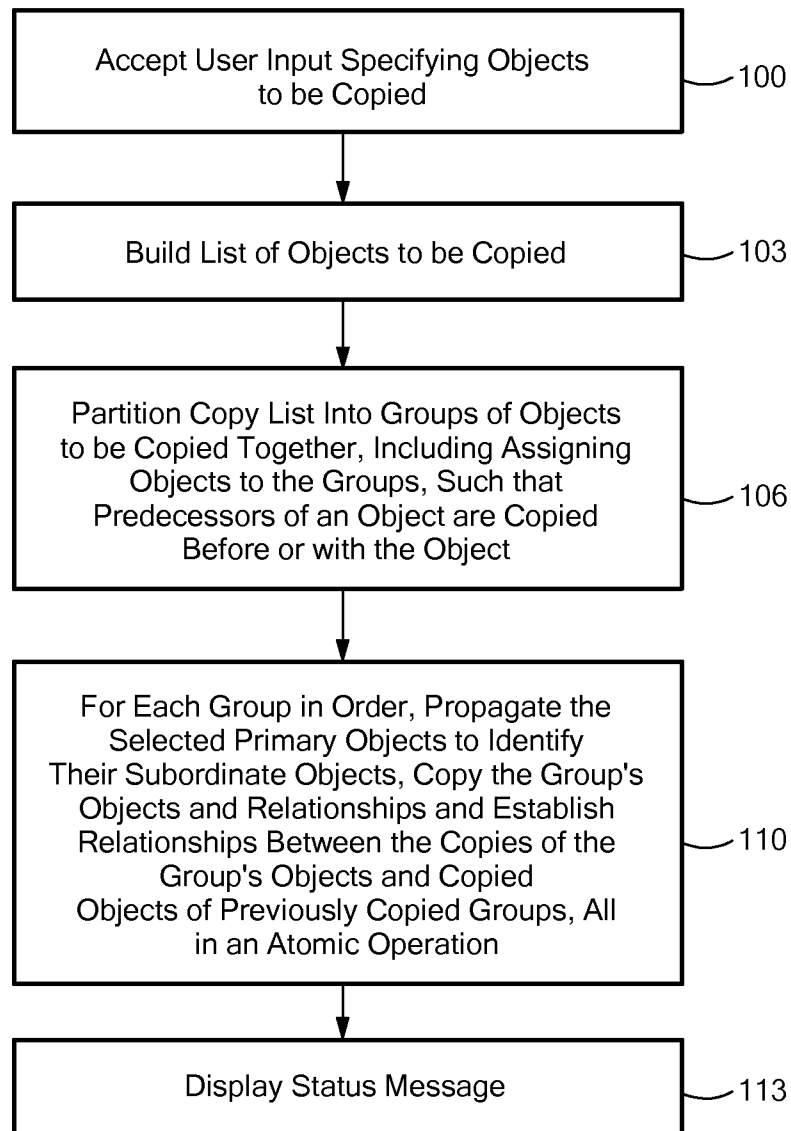 Accept User Input Specifying Objects
to be Copied
100
Build List of Objects to be Copied
103
Partition Copy List Into Groups of Objects
to be Copied Together, Including Assigning
Objects to the Groups, Such that
Predecessors of an Object are Copied
Before or with the Object
106
For Each Group in Order, Propagate the
Selected Primary Objects to Identify
Their Subordinate Objects, Copy the Group's
Objects and Relationships and Establish
Relationships Between the Copies of the
Group's Objects and Copied
Objects of Previously Copied Groups, All
in an Atomic Operation
110
Display Status Message
113